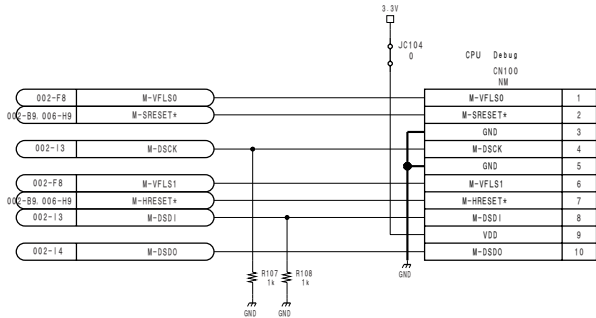 3.3V
JC104
0
CPU Debug
CN100
NM
002-F8 M-VFLS0 M-VFLS0 1
002-B9, 006-H9 M-SRESET* M-SRESET* 2
GND 3
002-I3 M-DSCK M-DSCK 4
GND 5
002-F8 M-VFLS1 M-VFLS1 6
002-B9, 006-H9 M-HRESET* M-HRESET* 7
002-I3 M-DSDI M-DSDI 8
VDD 9
002-I4 M-DSDO M-DSDO 10
R107 R108
1k 1k
GND
GND GND